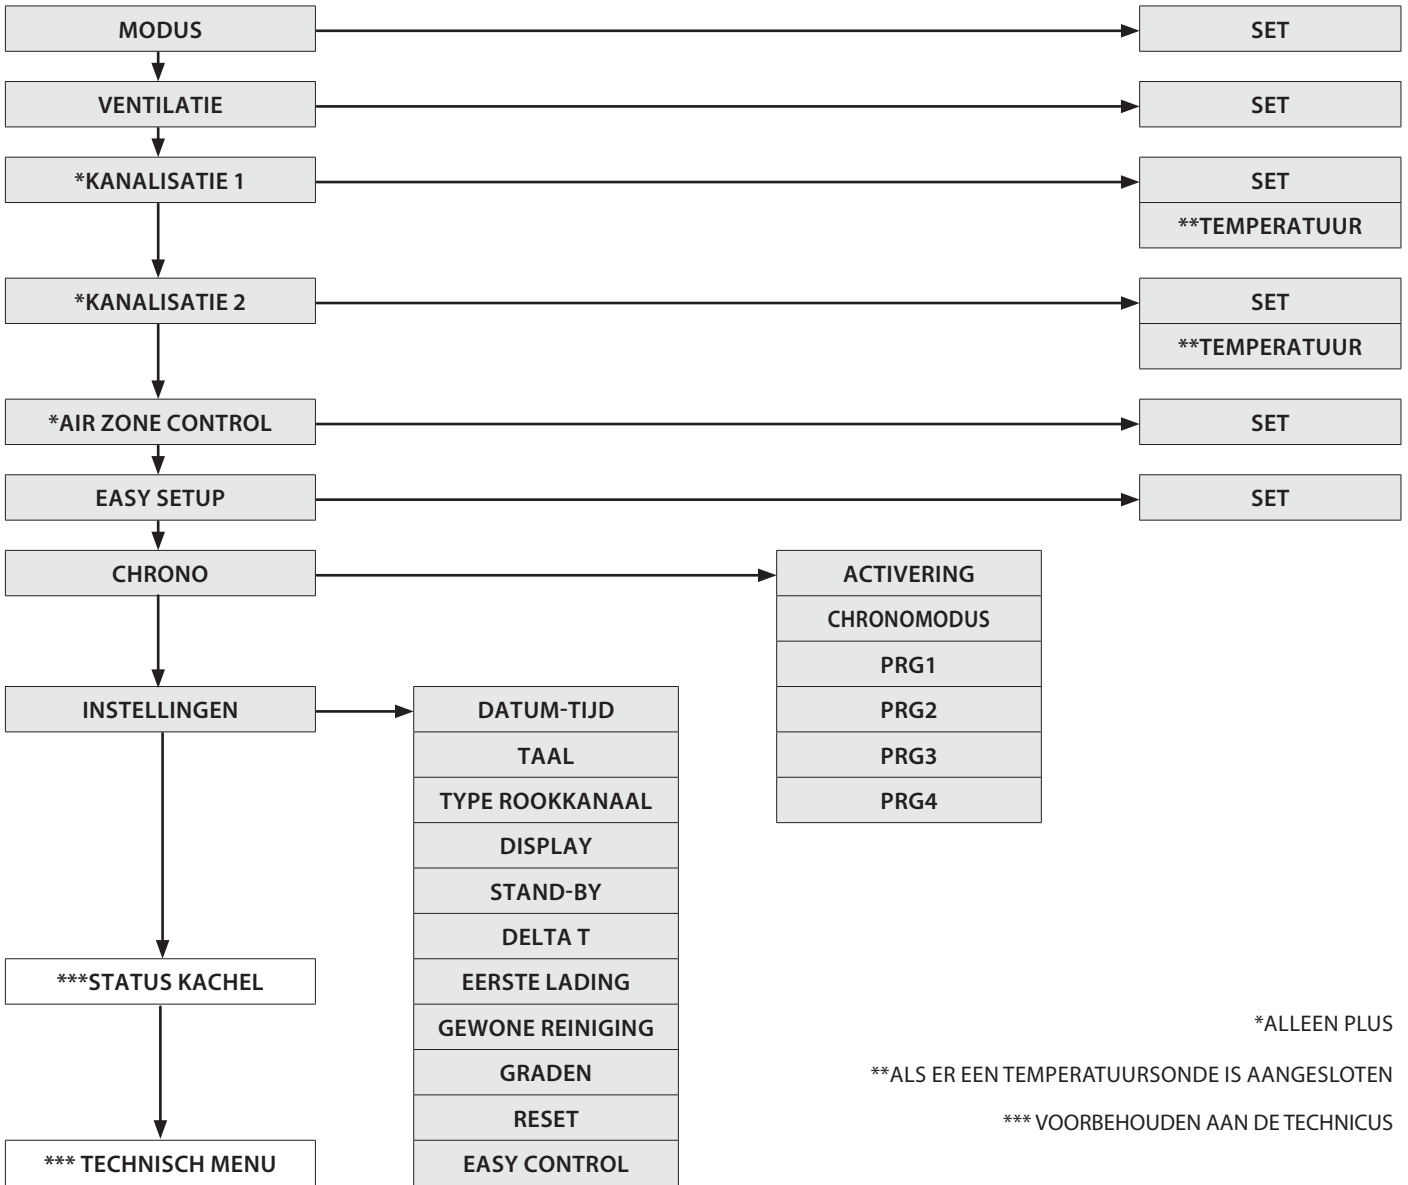 MODUS
SET
VENTILATIE
SET
*KANALISATIE 1
SET
**TEMPERATUUR
*KANALISATIE 2
SET
**TEMPERATUUR
*AIR ZONE CONTROL
SET
EASY SETUP
SET
CHRONO
ACTIVERING
CHRONOMODUS
PRG1
PRG2
PRG3
PRG4
INSTELLINGEN
DATUM-TIJD
TAAL
TYPE ROOKKANAAL
DISPLAY
STAND-BY
DELTA T
EERSTE LADING
GEWONE REINIGING
GRADEN
RESET
EASY CONTROL
***STATUS KACHEL
*** TECHNISCH MENU
*ALLEEN PLUS
**ALS ER EEN TEMPERATUURSONDE IS AANGESLOTEN
*** VOORBEHOUDEN AAN DE TECHNICUS